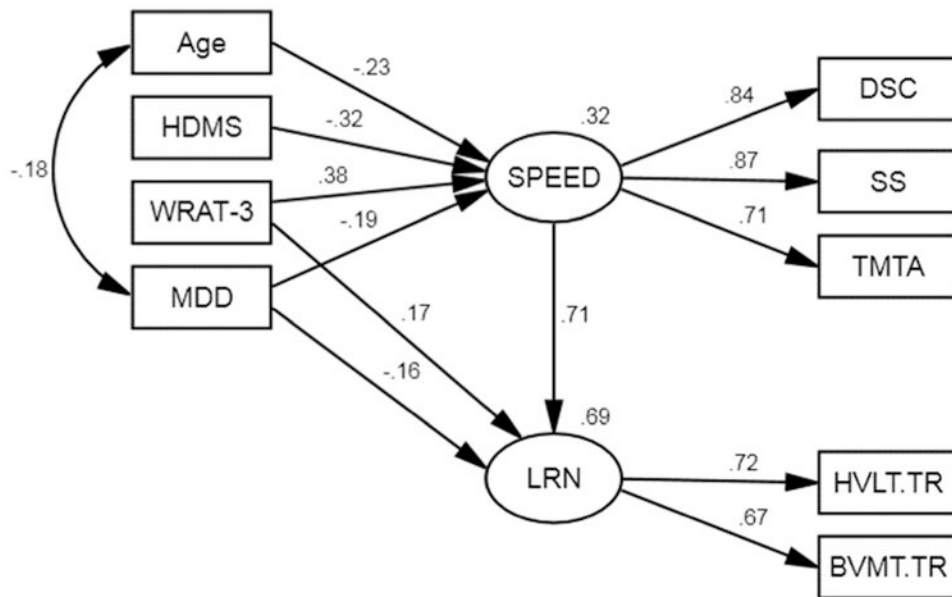 Age
HDMS
WRAT-3
MDD
-.18
-.23
-.32
.38
-.19
.17
-.16
.32
SPEED
.71
.69
LRN
.84
.87
.71
DSC
SS
TMTA
.72
.67
HVLT.TR
BVMT.TR